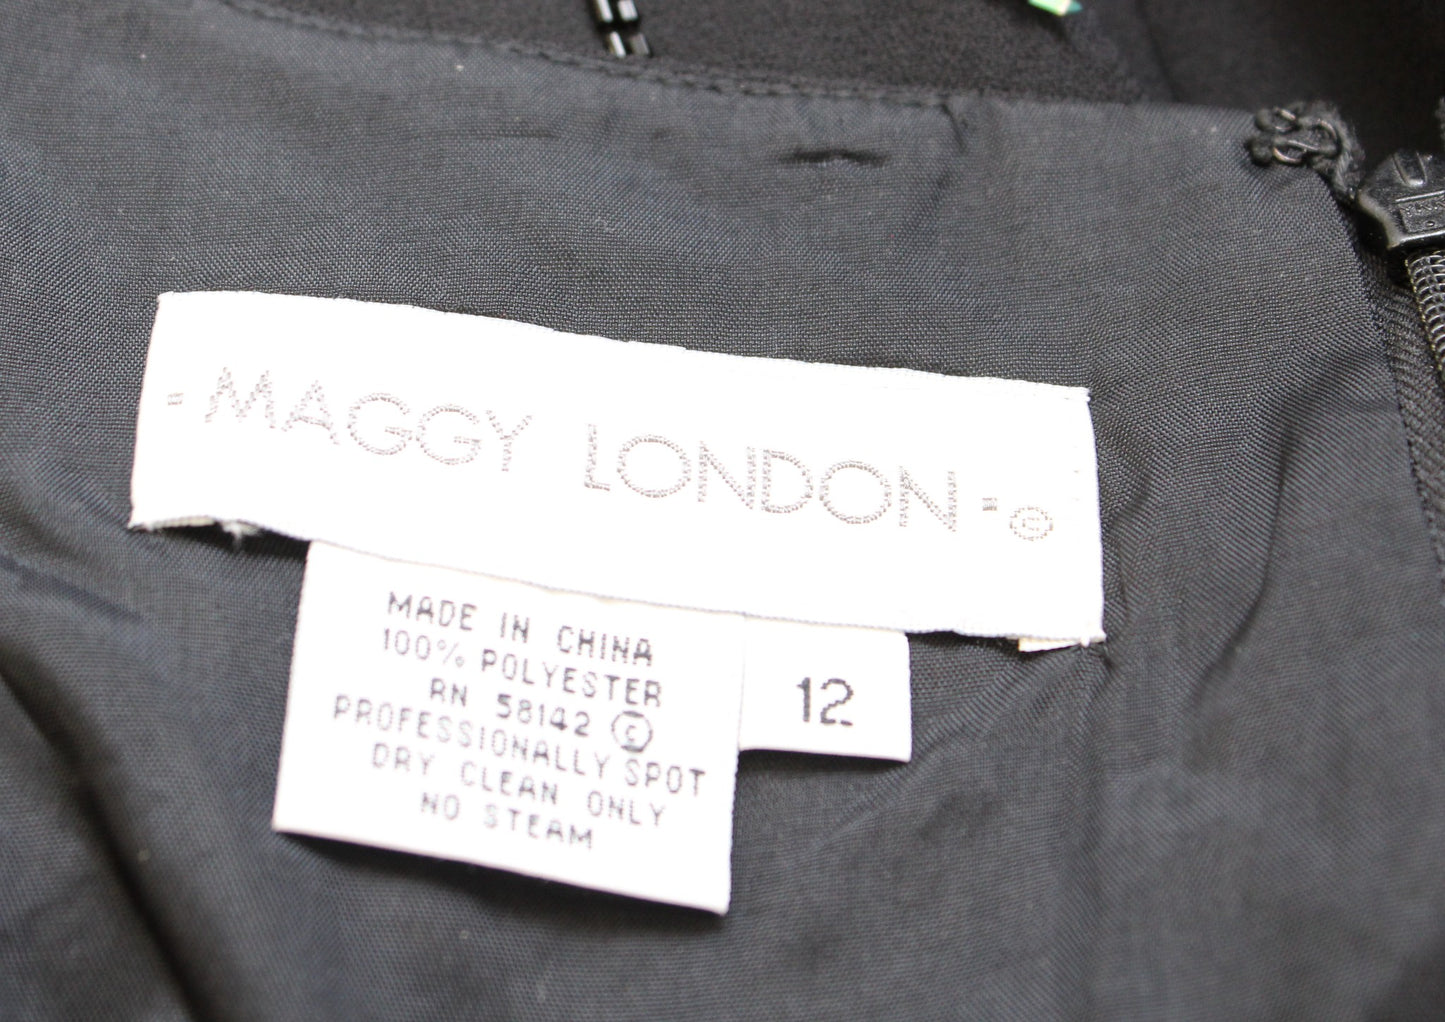 - MAGGY LONDON - ©
MADE IN CHINA
100% POLYESTER
RN 58142 ©
PROFESSIONALLY SPOT
DRY CLEAN ONLY
NO STEAM
12